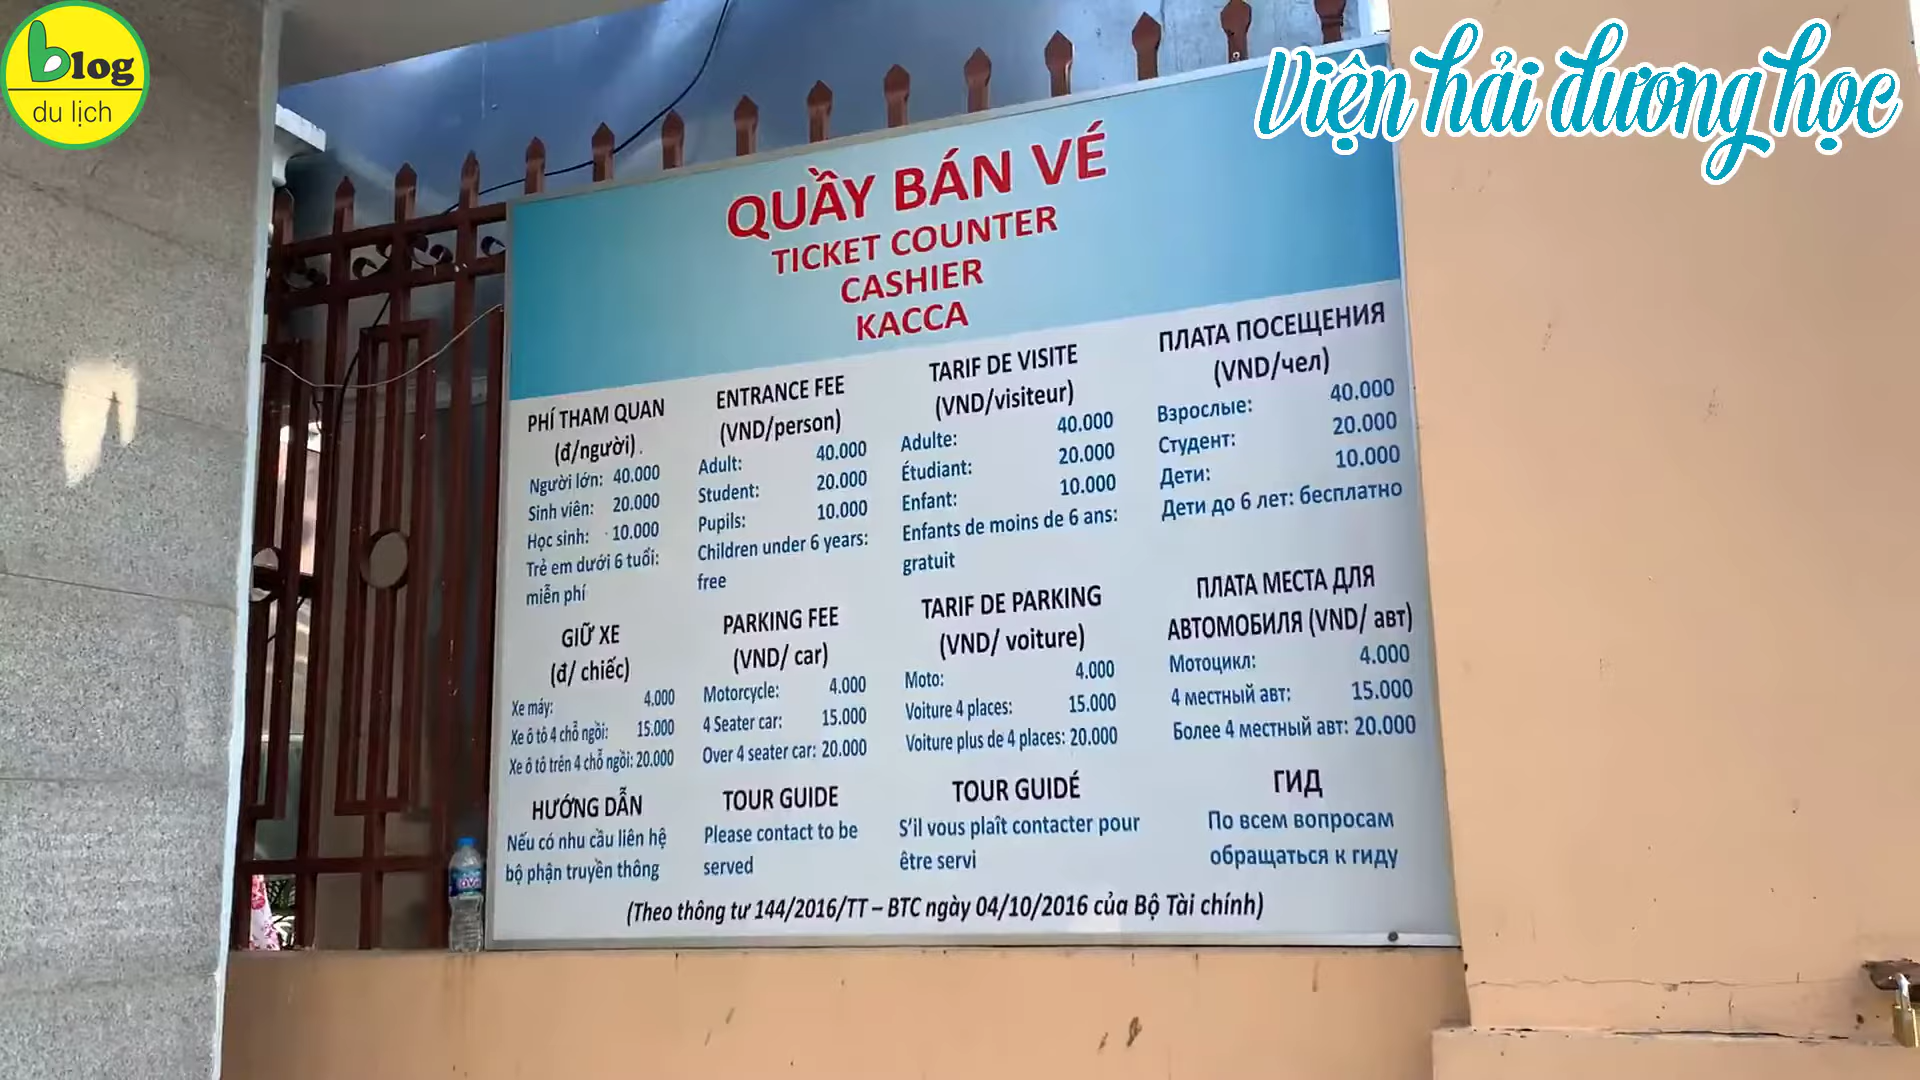 blog
du lịch
Viện hải dương học
QUẦY BÁN VÉ
TICKET COUNTER
CASHIER
KACCA
PHÍ THAM QUAN
(đ/người).
Người lớn: 40.000
Sinh viên: 20.000
Học sinh: 10.000
Trẻ em dưới 6 tuổi:
miễn phí
ENTRANCE FEE
(VND/person)
Adult: 40.000
Student: 20.000
Pupils: 10.000
Children under 6 years:
free
TARIF DE VISITE
(VND/visiteur)
Adulte: 40.000
Étudiant: 20.000
Enfant: 10.000
Enfants de moins de 6 ans:
gratuit
ПЛАТА ПОСЕЩЕНИЯ
(VND/чел)
Взрослые: 40.000
Студент: 20.000
Дети: 10.000
Дети до 6 лет: бесплатно
GIỮ XE
(đ/ chiếc)
Xe máy: 4.000
Xe ô tô 4 chỗ ngồi: 15.000
Xe ô tô trên 4 chỗ ngồi: 20.000
PARKING FEE
(VND/ car)
Motorcycle: 4.000
4 Seater car: 15.000
Over 4 seater car: 20.000
TARIF DE PARKING
(VND/ voiture)
Moto: 4.000
Voiture 4 places: 15.000
Voiture plus de 4 places: 20.000
ПЛАТА МЕСТА ДЛЯ
АВТОМОБИЛЯ (VND/ авт)
Мотоцикл: 4.000
4 местный авт: 15.000
Более 4 местный авт: 20.000
HƯỚNG DẪN
Nếu có nhu cầu liên hệ
bộ phận truyền thông
TOUR GUIDE
Please contact to be
served
TOUR GUIDÉ
S'il vous plaît contacter pour
être servi
ГИД
По всем вопросам
обращаться к гиду
(Theo thông tư 144/2016/TT – BTC ngày 04/10/2016 của Bộ Tài chính)